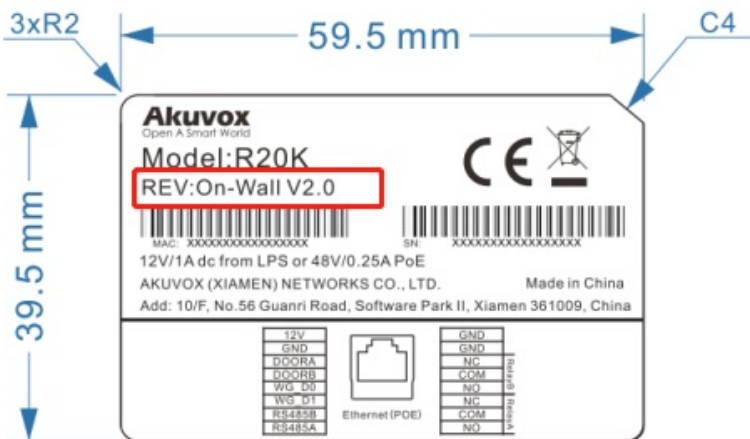 3xR2
59.5 mm
C4
39.5 mm
Akuvox
Open A Smart World
Model:R20K
REV:On-Wall V2.0
MAC: XXXXXXXXXXXXXXXXX
SN: XXXXXXXXXXXXXXXXX
12V/1A dc from LPS or 48V/0.25A PoE
AKUVOX (XIAMEN) NETWORKS CO., LTD. Made in China
Add: 10/F, No.56 Guanri Road, Software Park II, Xiamen 361009, China
12V
GND
DOORA
DOORB
WG_D0
WG_D1
RS485B
RS485A
Ethernet (POE)
GND
GND
NC
COM
NO
NC
COM
NO
RelayB
RelayA